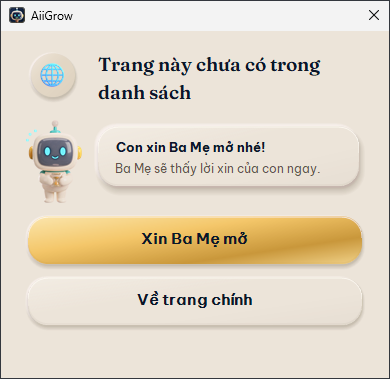 AiiGrow
Trang này chưa có trong
danh sách
Con xin Ba Mẹ mở nhé!
Ba Mẹ sẽ thấy lời xin của con ngay.
Xin Ba Mẹ mở
Về trang chính